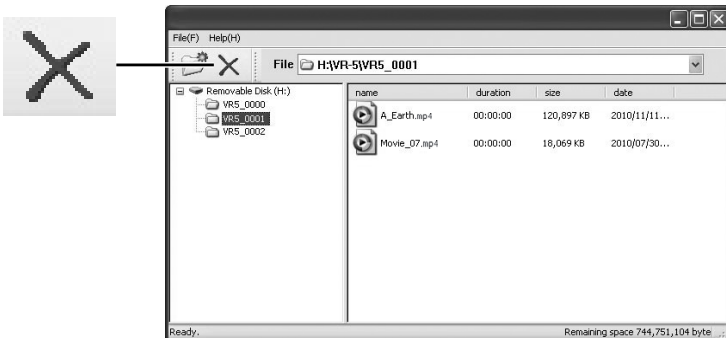 File(F) Help(H)
File H:\VR-5\VR5_0001
Removable Disk (H:)
VR5_0000
VR5_0001
VR5_0002
name duration size date
A_Earth.mp4 00:00:00 120,897 KB 2010/11/11...
Movie_07.mp4 00:00:00 18,069 KB 2010/07/30...
Ready. Remaining space 744,751,104 byte